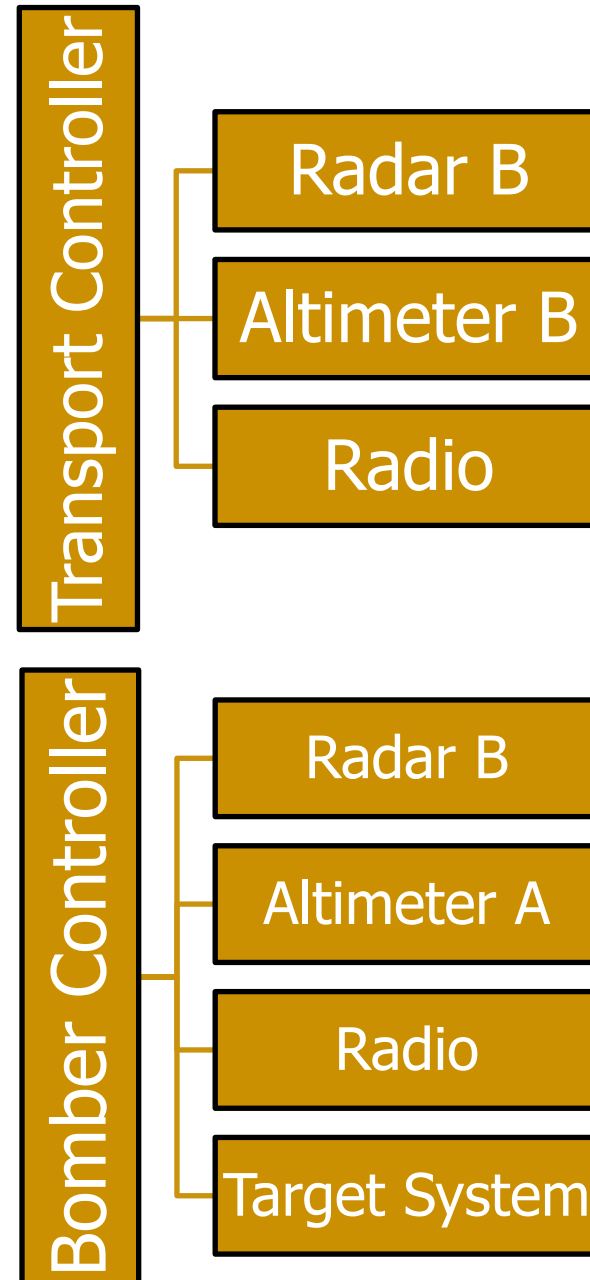 Transport Controller
Radar B
Altimeter B
Radio
Bomber Controller
Radar B
Altimeter A
Radio
Target System